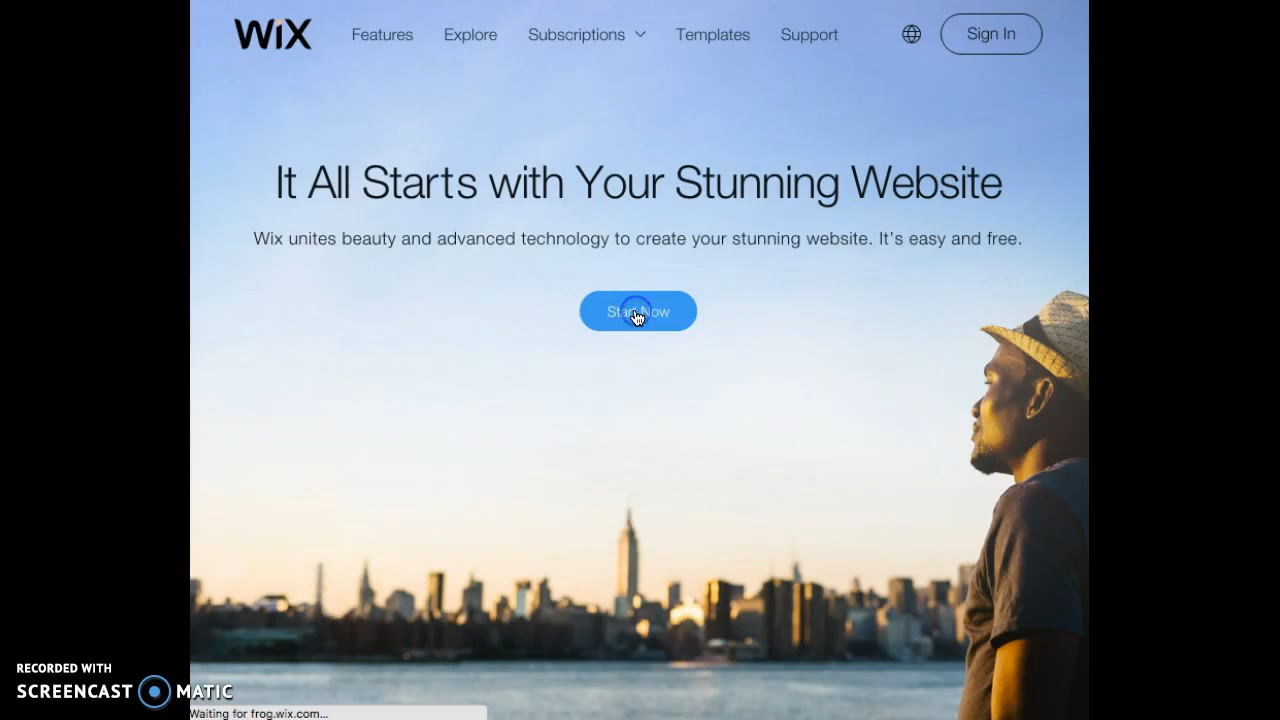 WiX
Features
Explore
Subscriptions
Templates
Support
Sign In
It All Starts with Your Stunning Website
Wix unites beauty and advanced technology to create your stunning website. It's easy and free.
Start Now
RECORDED WITH
SCREENCAST MATIC
Waiting for frog.wix.com...